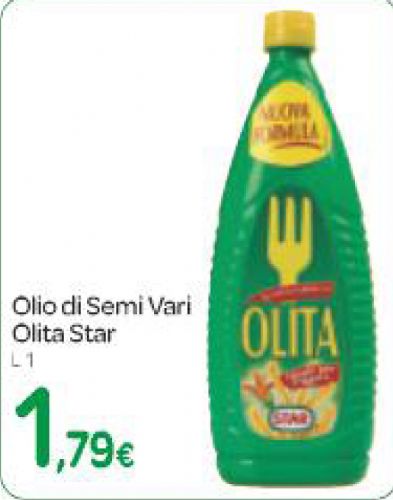 NUOVA
FORMULA
OLITA
STAR
Olio di Semi Vari
Olita Star
L 1
1,79€